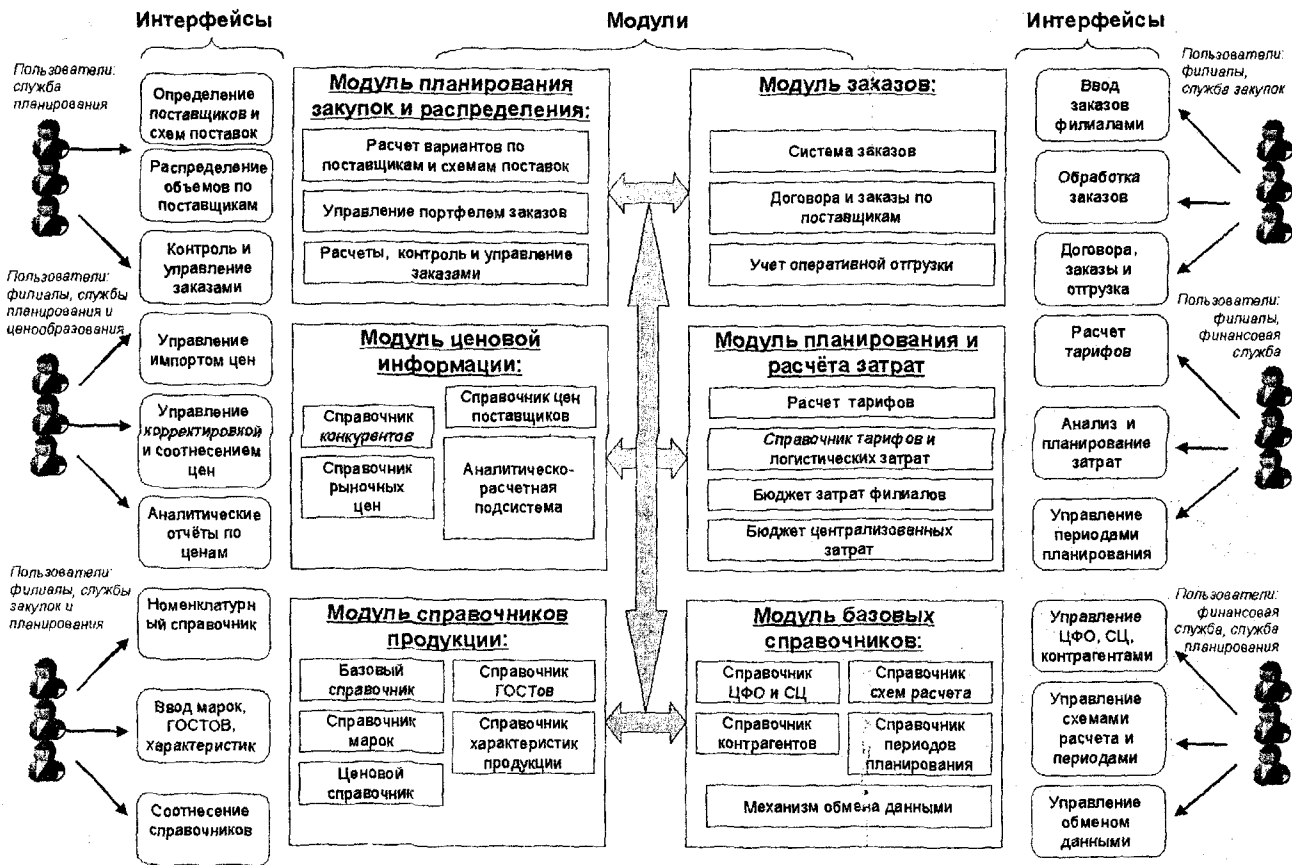 Интерфейсы
Модули
Интерфейсы
Пользователи:
служба
планирования
Определение
поставщиков и
схем поставок
Распределение
объемов по
поставщикам
Контроль и
управление
заказами
Пользователи:
филиалы, службы
планирования и
ценообразования
Управление
импортом цен
Управление
корректировкой
и соотнесением
цен
Аналитические
отчёты по
ценам
Пользователи:
филиалы, службы
закупок и
планирования
Номенклатурн
ый справочник
Ввод марок,
ГОСТОВ,
характеристик
Соотнесение
справочников
Модуль планирования
закупок и распределения:
Расчет вариантов по
поставщикам и схемам поставок
Управление портфелем заказов
Расчеты, контроль и управление
заказами
Модуль ценовой
информации:
Справочник
конкурентов
Справочник цен
поставщиков
Справочник
рыночных
цен
Аналитическо-
расчетная
подсистема
Модуль справочников
продукции:
Базовый
справочник
Справочник
ГОСТов
Справочник
марок
Справочник
характеристик
продукции
Ценовой
справочник
Модуль заказов:
Система заказов
Договора и заказы по
поставщикам
Учет оперативной отгрузки
Модуль планирования и
расчёта затрат
Расчет тарифов
Справочник тарифов и
логистических затрат
Бюджет затрат филиалов
Бюджет централизованных
затрат
Модуль базовых
справочников:
Справочник
ЦФО и СЦ
Справочник
схем расчета
Справочник
контрагентов
Справочник
периодов
планирования
Механизм обмена данными
Ввод
заказов
филиалами
Обработка
заказов
Договора,
заказы и
отгрузка
Расчет
тарифов
Анализ и
планирование
затрат
Управление
периодами
планирования
Управление
ЦФО, СЦ,
контрагентами
Управление
схемами
расчета и
периодами
Управление
обменом
данными
Пользователи:
филиалы,
служба закупок
Пользователи:
филиалы,
финансовая
служба
Пользователи:
финансовая
служба, служба
планирования